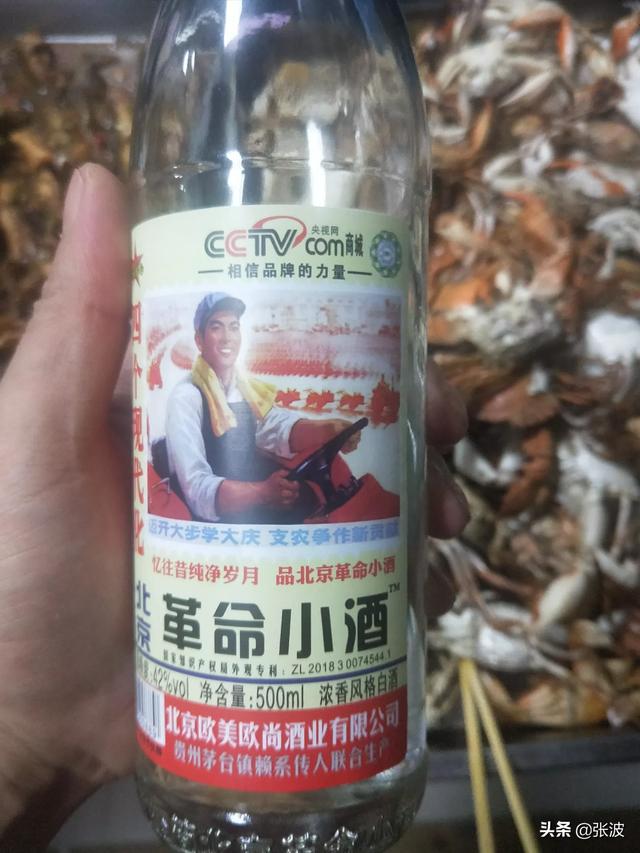 CCTV.com 央视网 商城
相信品牌的力量
四个现代化
迈开大步学大庆 支农争作新贡献
忆往昔纯净岁月 品北京革命小酒
北京
革命小酒™
国家知识产权局外观专利：ZL 2018 3 0074544.1
:42%vol 净含量:500ml 浓香风格白酒
北京欧美欧尚酒业有限公司
贵州茅台镇赖系传人联合生产
头条 @张波